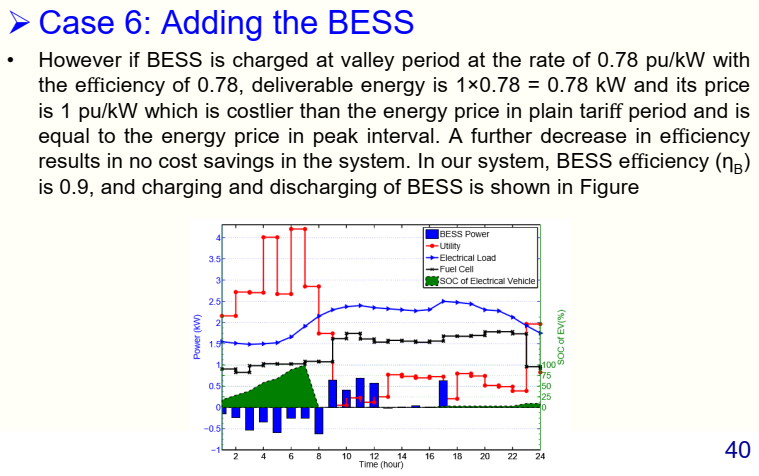 ➢ Case 6: Adding the BESS
• However if BESS is charged at valley period at the rate of 0.78 pu/kW with
the efficiency of 0.78, deliverable energy is 1×0.78 = 0.78 kW and its price
is 1 pu/kW which is costlier than the energy price in plain tariff period and is
equal to the energy price in peak interval. A further decrease in efficiency
results in no cost savings in the system. In our system, BESS efficiency (ηB)
is 0.9, and charging and discharging of BESS is shown in Figure
BESS Power
Utility
Electrical Load
Fuel Cell
SOC of Electrical Vehicle
Power (kW)
4
3.5
3
2.5
2
1.5
1
0.5
0
−0.5
−1
SOC of EV(%)
100
75
50
25
0
2 4 6 8 10 12 14 16 18 20 22 24
Time (hour)
40